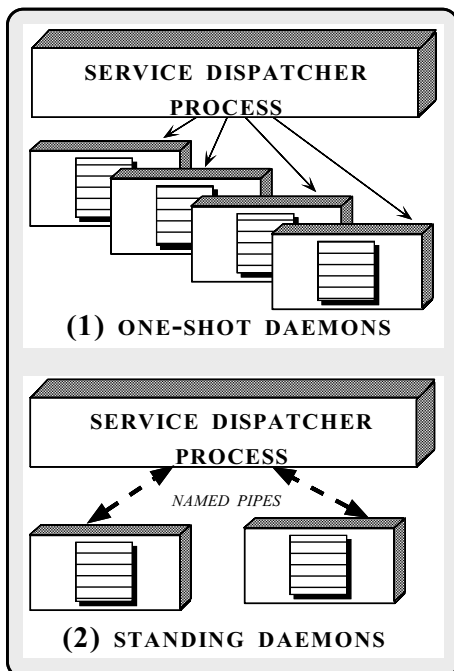 SERVICE DISPATCHER
PROCESS
(1) ONE-SHOT DAEMONS
SERVICE DISPATCHER
PROCESS
NAMED PIPES
(2) STANDING DAEMONS